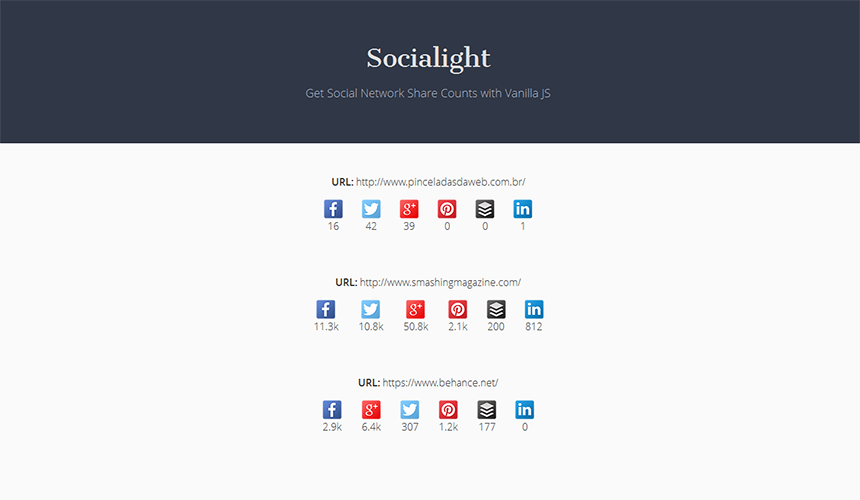 Socialight
Get Social Network Share Counts with Vanilla JS
URL: http://www.pinceladasdaweb.com.br/
f g+ in
16 42 39 0 0 1
URL: http://www.smashingmagazine.com/
f g+ in
11.3k 10.8k 50.8k 2.1k 200 812
URL: https://www.behance.net/
f g+ in
2.9k 6.4k 307 1.2k 177 0